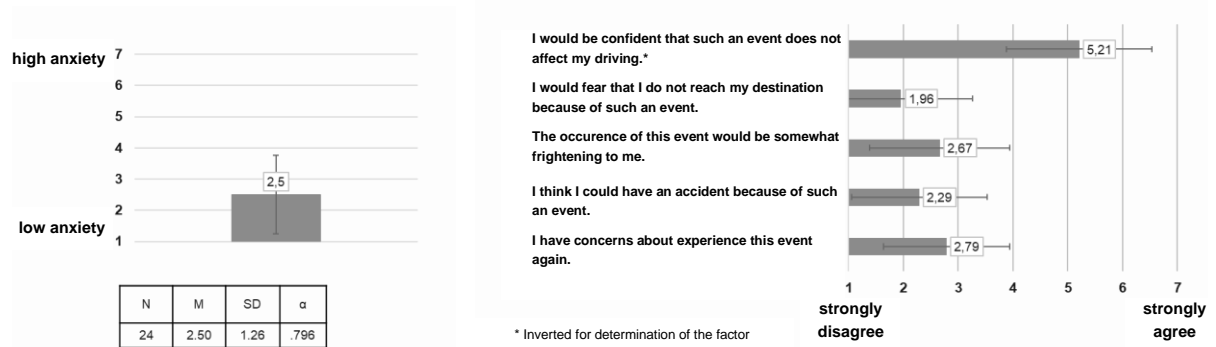 high anxiety
7
6
5
4
3
2
1
low anxiety
2,5
N M SD α
24 2.50 1.26 .796
I would be confident that such an event does not
affect my driving.*
5,21
I would fear that I do not reach my destination
because of such an event.
1,96
The occurence of this event would be somewhat
frightening to me.
2,67
I think I could have an accident because of such
an event.
2,29
I have concerns about experience this event
again.
2,79
1 2 3 4 5 6 7
strongly
disagree
strongly
agree
* Inverted for determination of the factor